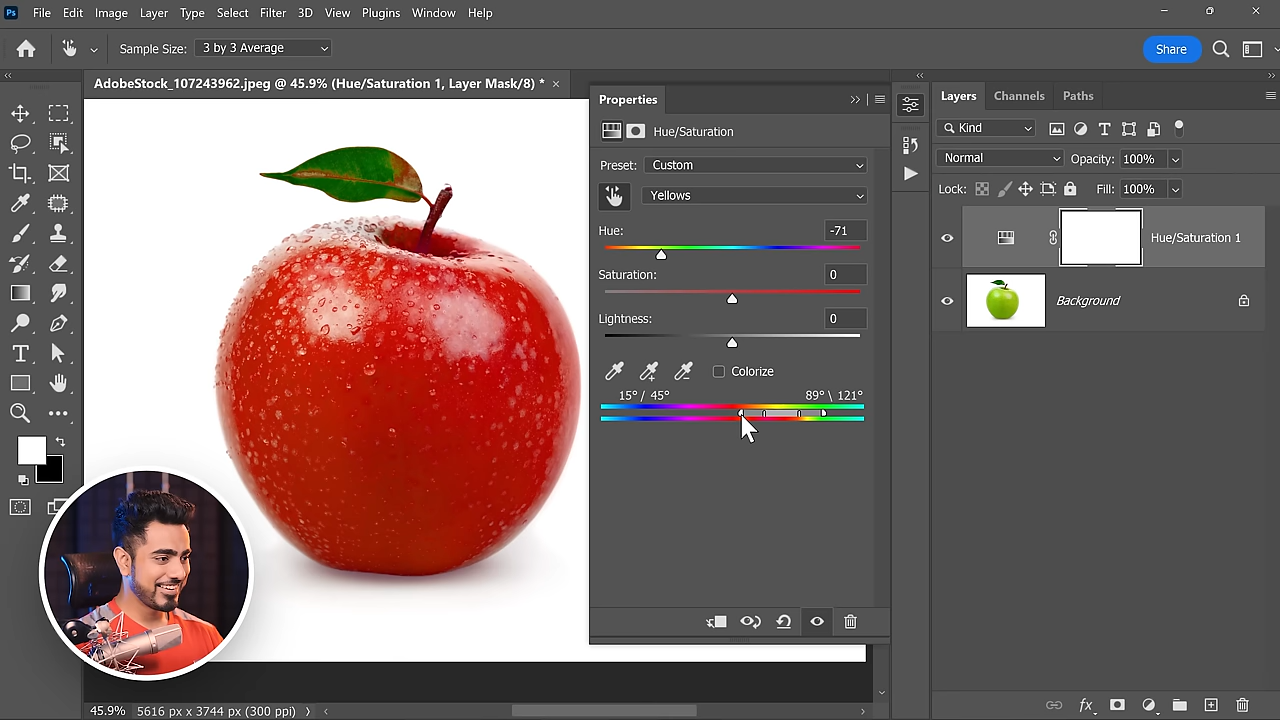 Ps File Edit Image Layer Type Select Filter 3D View Plugins Window Help
Sample Size: 3 by 3 Average Share
AdobeStock_107243962.jpeg @ 45.9% (Hue/Saturation 1, Layer Mask/8) * ×
Properties
Hue/Saturation
Preset: Custom
Yellows
Hue: -71
Saturation: 0
Lightness: 0
Colorize
15° / 45° 89° \ 121°
Layers Channels Paths
Kind
Normal Opacity: 100%
Lock: Fill: 100%
Hue/Saturation 1
Background
fx
45.9% 5616 px x 3744 px (300 ppi)